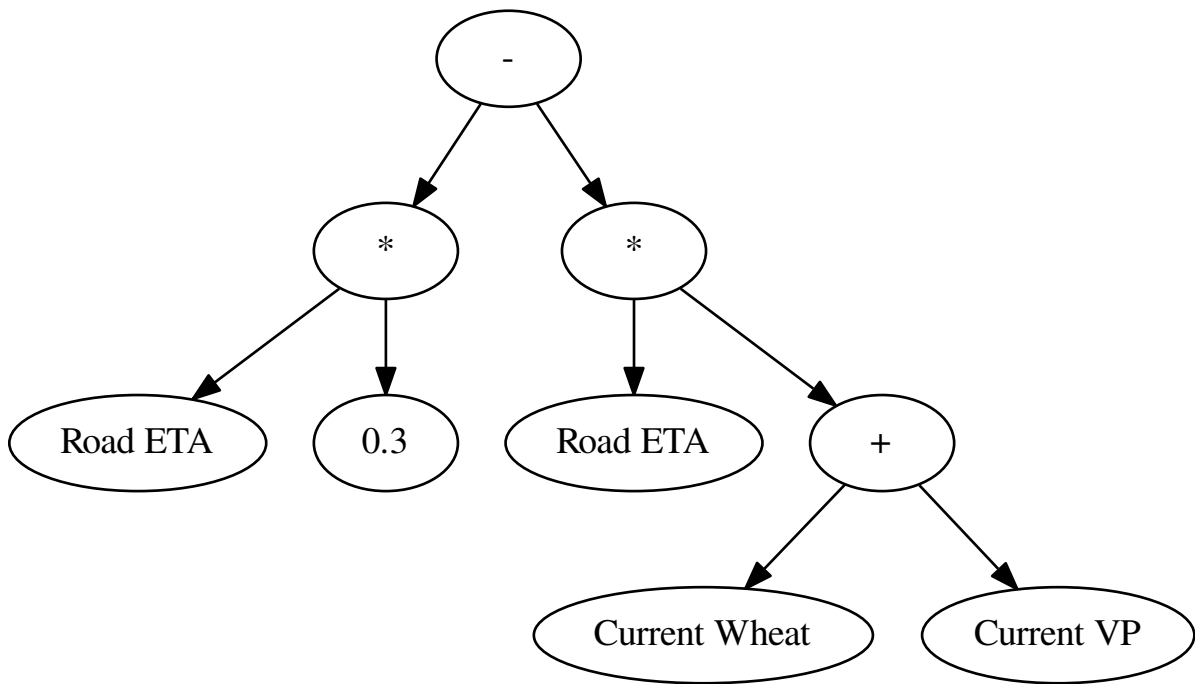 -
*
*
Road ETA
0.3
Road ETA
+
Current Wheat
Current VP